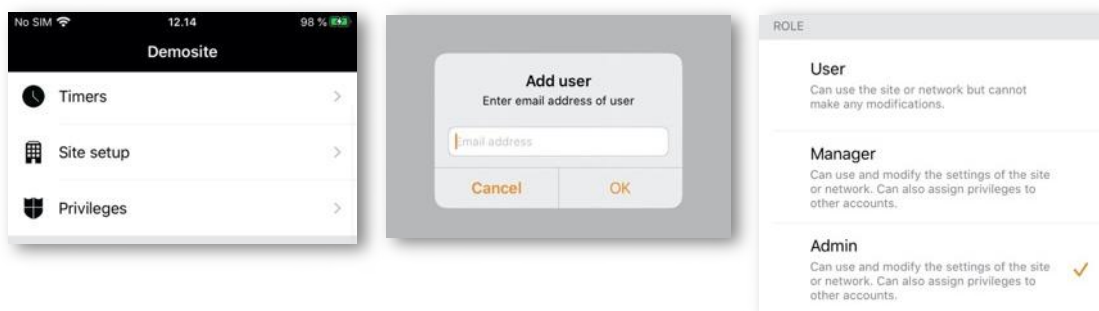 No SIM 12.14 98 %
Demosite
Timers
Site setup
Privileges
Add user
Enter email address of user
Email address
Cancel OK
ROLE
User
Can use the site or network but cannot
make any modifications.
Manager
Can use and modify the settings of the site
or network. Can also assign privileges to
other accounts.
Admin
Can use and modify the settings of the site
or network. Can also assign privileges to
other accounts.